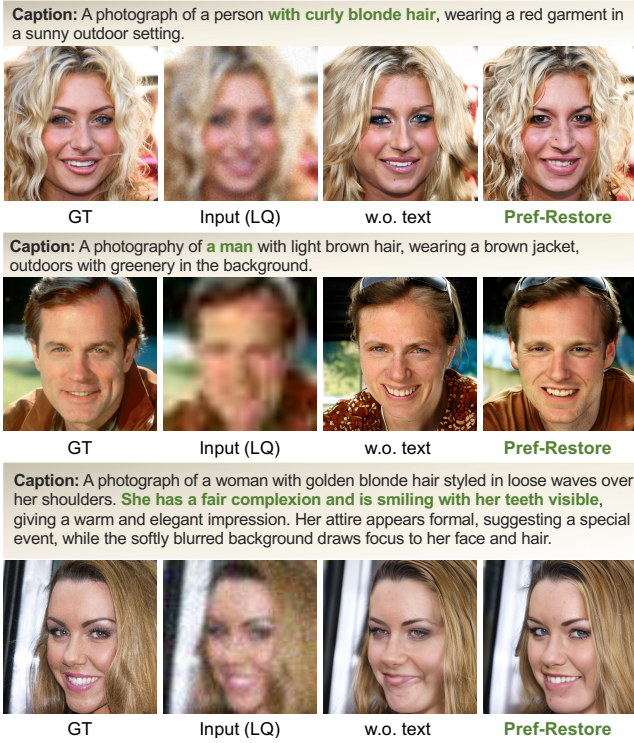 Caption: A photograph of a person with curly blonde hair, wearing a red garment in
a sunny outdoor setting.
GT Input (LQ) w.o. text Pref-Restore
Caption: A photography of a man with light brown hair, wearing a brown jacket,
outdoors with greenery in the background.
GT Input (LQ) w.o. text Pref-Restore
Caption: A photograph of a woman with golden blonde hair styled in loose waves over
her shoulders. She has a fair complexion and is smiling with her teeth visible,
giving a warm and elegant impression. Her attire appears formal, suggesting a special
event, while the softly blurred background draws focus to her face and hair.
GT Input (LQ) w.o. text Pref-Restore